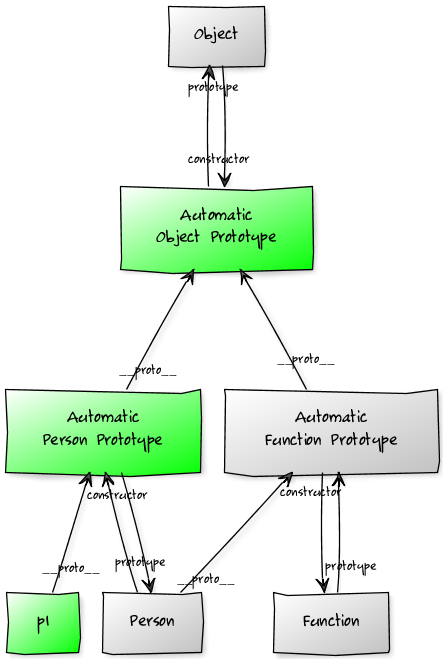 Object
prototype
constructor
Automatic
Object Prototype
__proto__
__proto__
Automatic
Person Prototype
Automatic
Function Prototype
constructor
constructor
__proto__
prototype
__proto__
prototype
p1
Person
Function